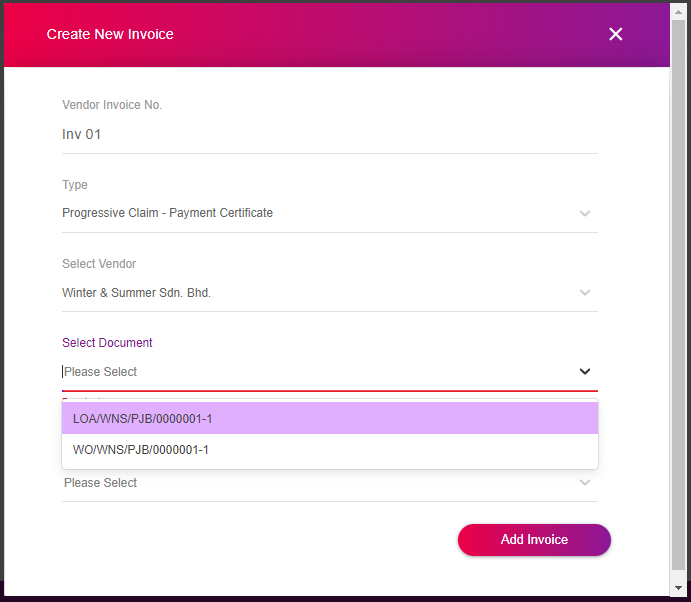 Create New Invoice
Vendor Invoice No.
Inv 01
Type
Progressive Claim - Payment Certificate
Select Vendor
Winter & Summer Sdn. Bhd.
Select Document
Please Select
LOA/WNS/PJB/0000001-1
WO/WNS/PJB/0000001-1
Please Select
Add Invoice